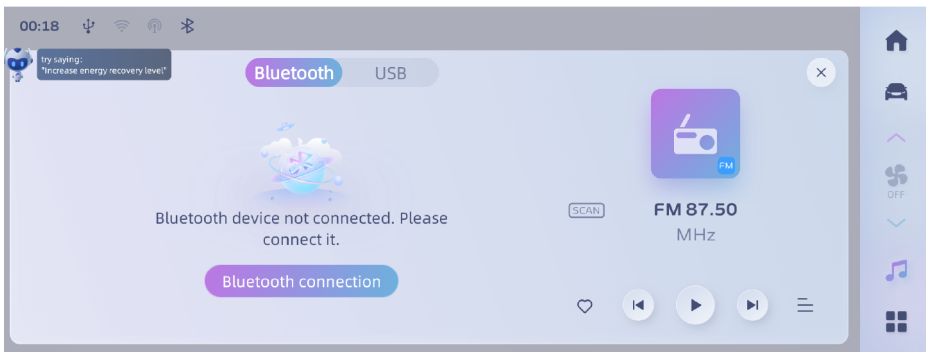 00:18
try saying:
"Increase energy recovery level"
Bluetooth
USB
Bluetooth device not connected. Please
connect it.
Bluetooth connection
FM
SCAN
FM 87.50
MHz
OFF